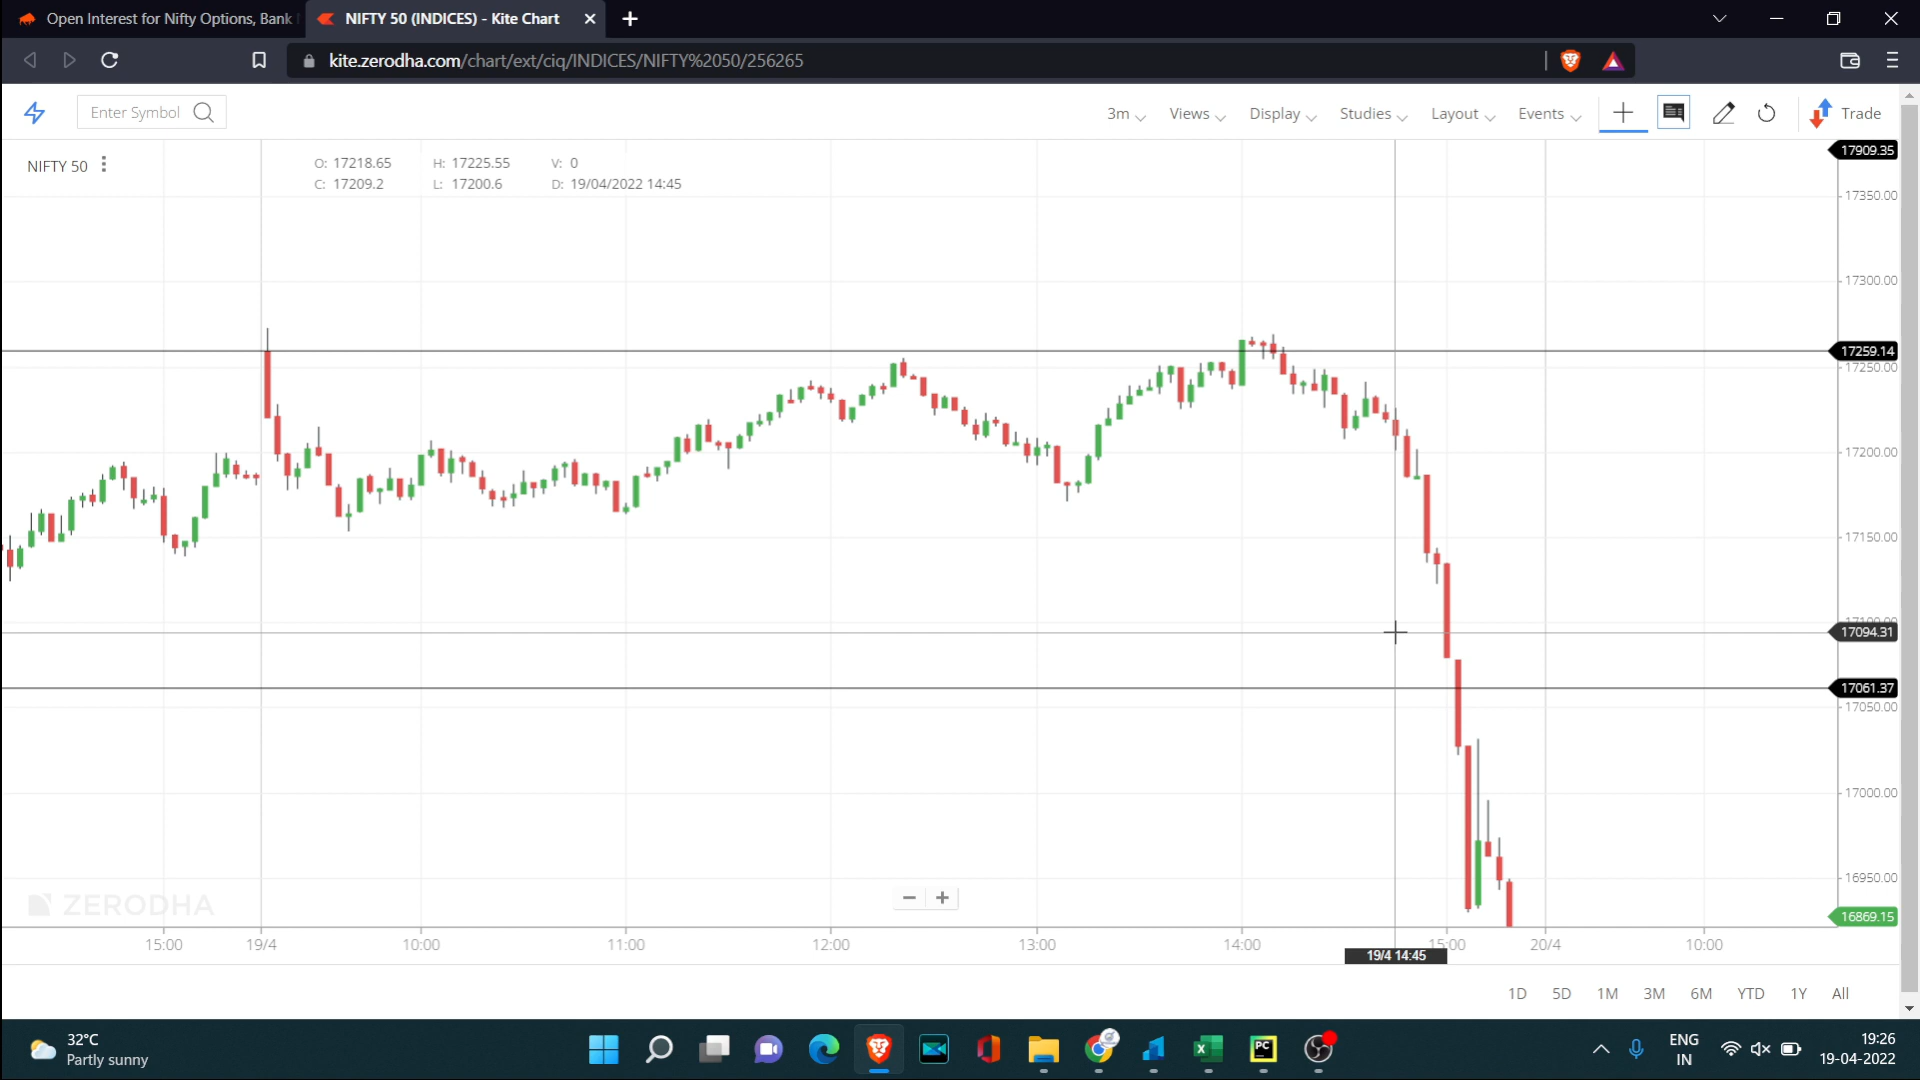 Open Interest for Nifty Options, Bank
NIFTY 50 (INDICES) - Kite Chart
kite.zerodha.com/chart/ext/ciq/INDICES/NIFTY%2050/256265
Enter Symbol
3m Views Display Studies Layout Events Trade
NIFTY 50
O: 17218.65 H: 17225.55 V: 0
C: 17209.2 L: 17200.6 D: 19/04/2022 14:45
17909.35
17350.00
17300.00
17259.14
17250.00
17200.00
17150.00
17100.00
17094.31
17061.37
17050.00
17000.00
16950.00
16869.15
ZERODHA
15:00 19/4 10:00 11:00 12:00 13:00 14:00 15:00 20/4 10:00
19/4 14:45
1D 5D 1M 3M 6M YTD 1Y All
32°C
Partly sunny
PC
ENG
IN
19:26
19-04-2022